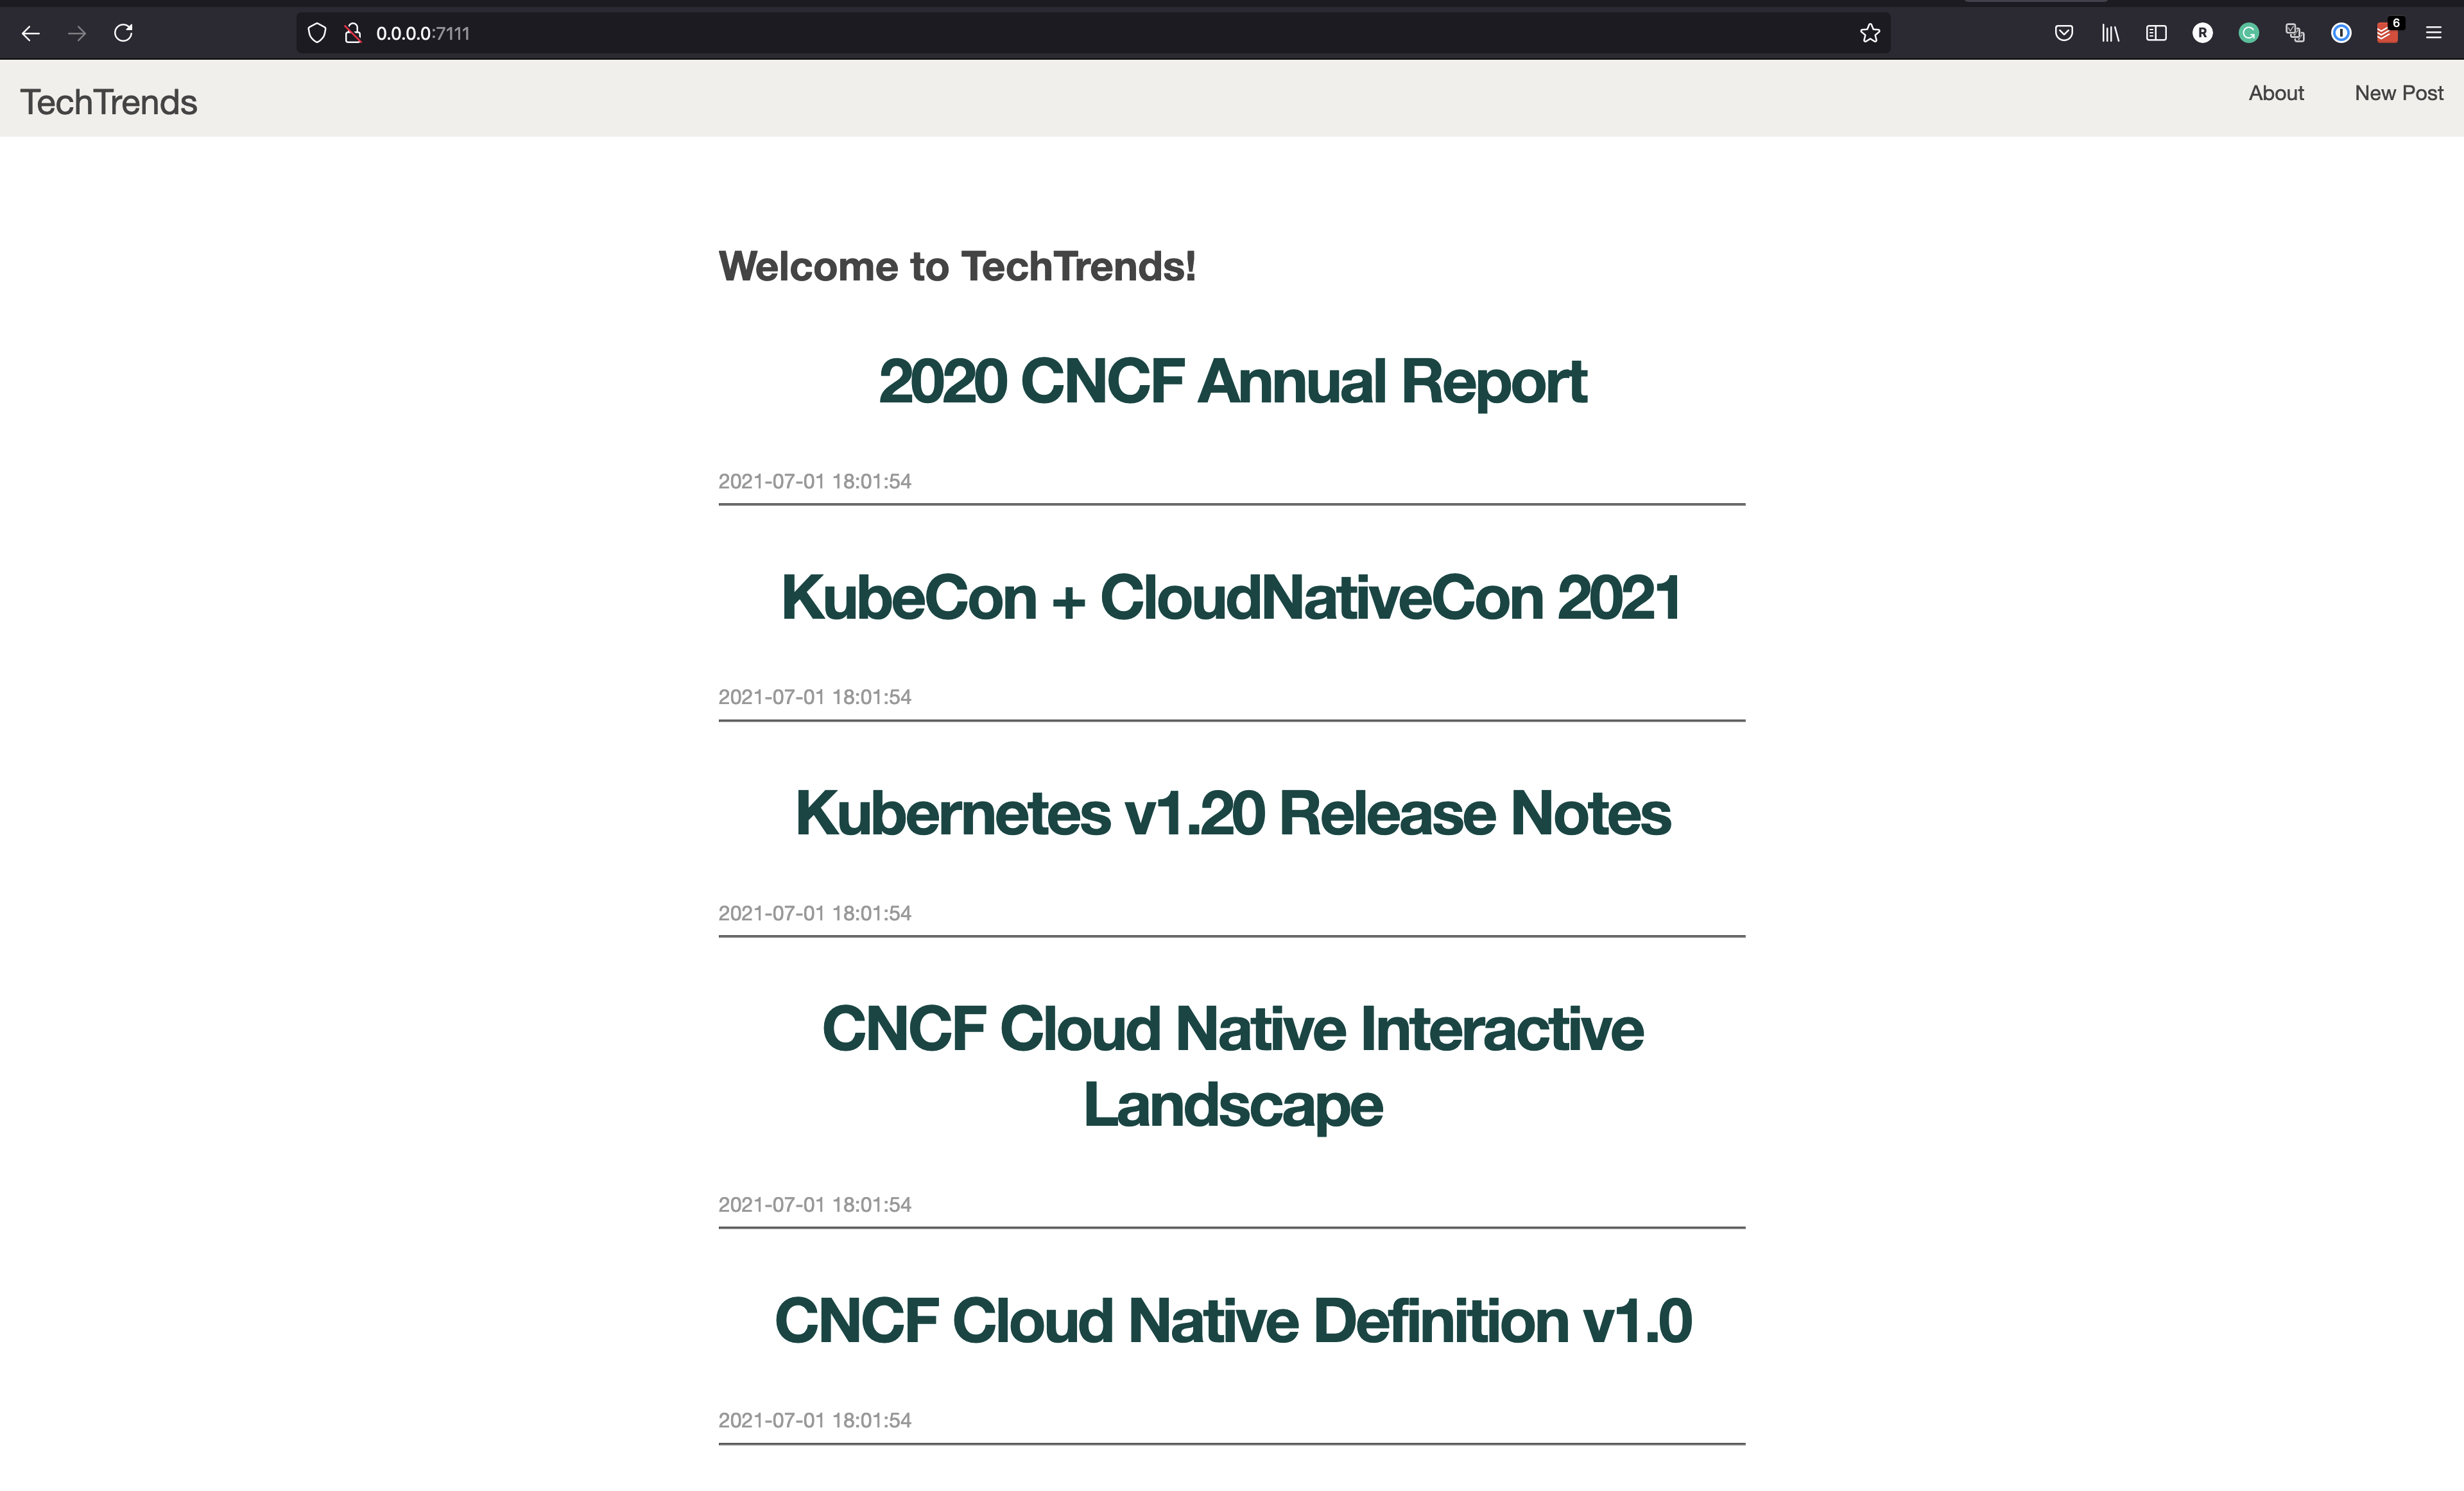 0.0.0.0:7111
6
TechTrends
About
New Post
Welcome to TechTrends!
2020 CNCF Annual Report
2021-07-01 18:01:54
KubeCon + CloudNativeCon 2021
2021-07-01 18:01:54
Kubernetes v1.20 Release Notes
2021-07-01 18:01:54
CNCF Cloud Native Interactive
Landscape
2021-07-01 18:01:54
CNCF Cloud Native Definition v1.0
2021-07-01 18:01:54